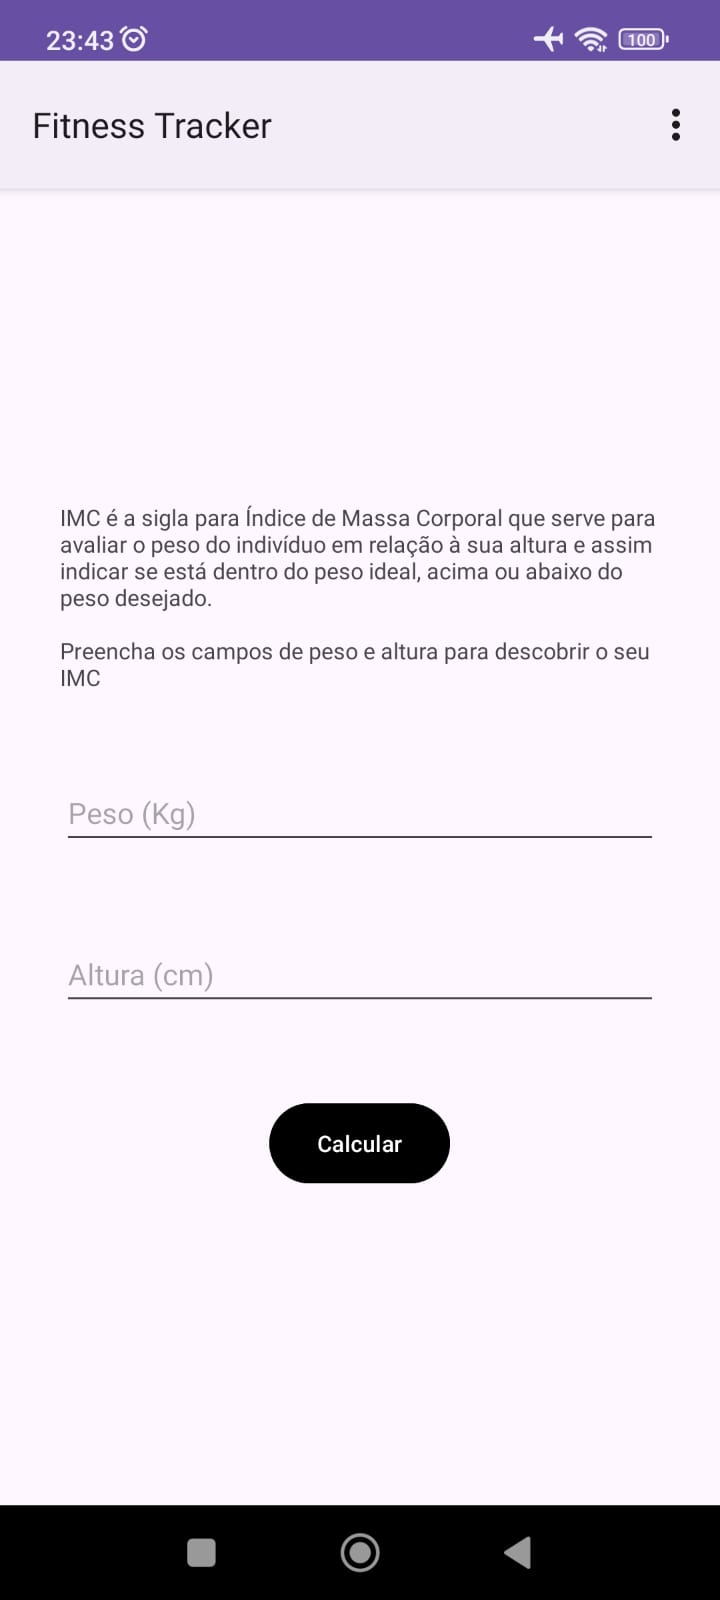 23:43
100
Fitness Tracker
IMC é a sigla para Índice de Massa Corporal que serve para
avaliar o peso do indivíduo em relação à sua altura e assim
indicar se está dentro do peso ideal, acima ou abaixo do
peso desejado.
Preencha os campos de peso e altura para descobrir o seu
IMC
Peso (Kg)
Altura (cm)
Calcular